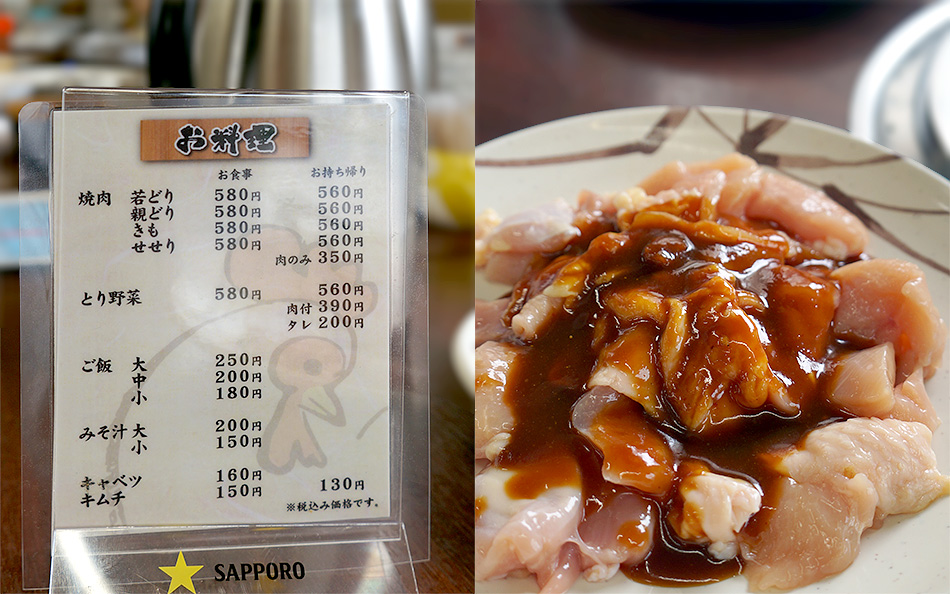 お料理
お食事 お持ち帰り
焼肉 若どり 580円 560円
親どり 580円 560円
きも 580円 560円
せせり 580円 560円
肉のみ 350円
とり野菜 580円 560円
肉付 390円
タレ 200円
ご飯 大 250円
中 200円
小 180円
みそ汁 大 200円
小 150円
キャベツ 160円 130円
キムチ 150円
※税込み価格です。
SAPPORO